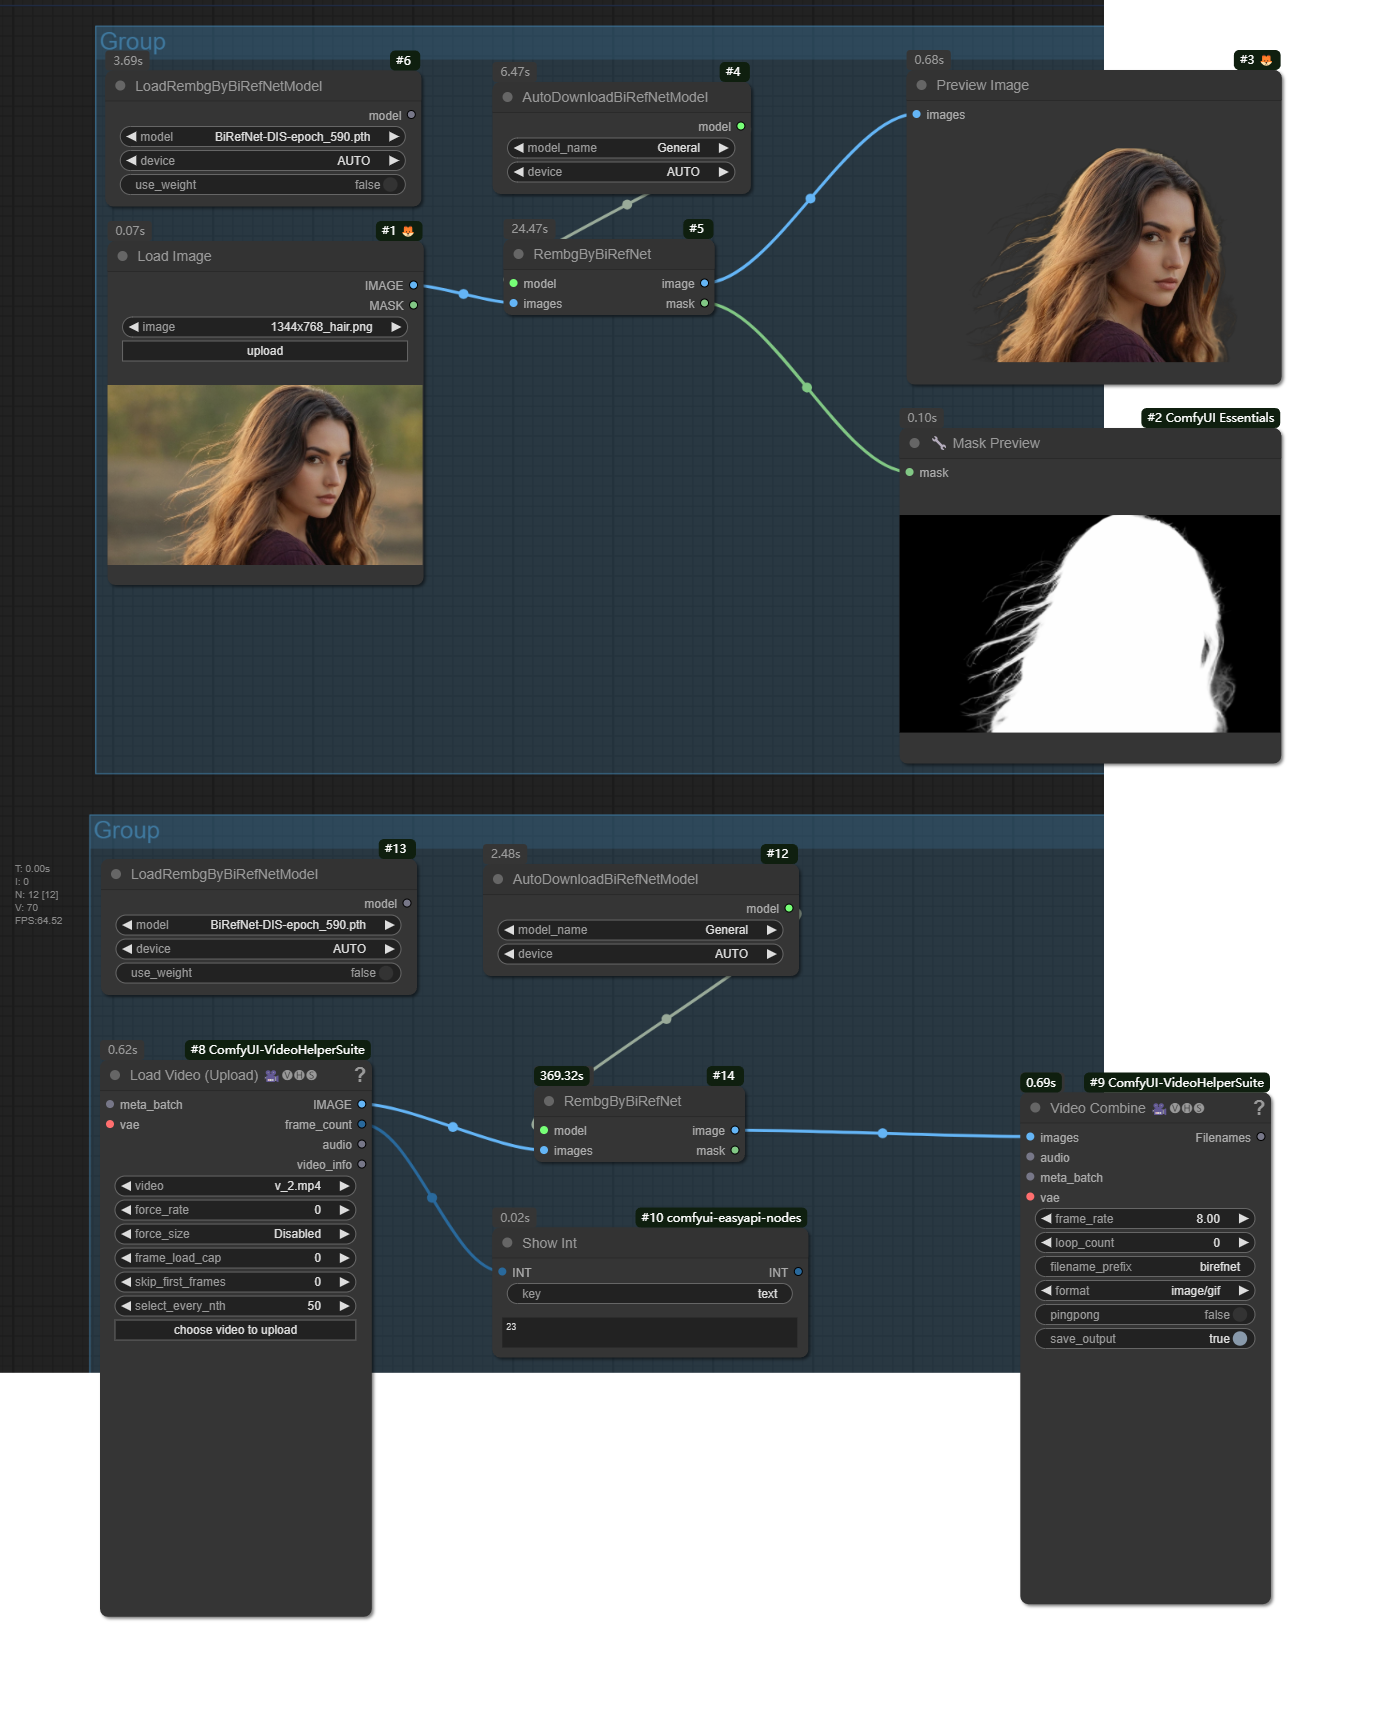 Group
3.69s
#6
LoadRembgByBiRefNetModel
model
model BiRefNet-DIS-epoch_590.pth
device AUTO
use_weight false
6.47s
#4
AutoDownloadBiRefNetModel
model
model_name General
device AUTO
0.68s
#3
Preview Image
images
0.07s
#1
Load Image
IMAGE
MASK
image 1344x768_hair.png
upload
24.47s
#5
RembgByBiRefNet
model image
images mask
0.10s
#2 ComfyUI Essentials
Mask Preview
mask
Group
T: 0.00s
I: 0
N: 12 [12]
V: 70
FPS:64.52
#13
LoadRembgByBiRefNetModel
model
model BiRefNet-DIS-epoch_590.pth
device AUTO
use_weight false
2.48s
#12
AutoDownloadBiRefNetModel
model
model_name General
device AUTO
0.62s
#8 ComfyUI-VideoHelperSuite
Load Video (Upload) VHS ?
meta_batch IMAGE
vae frame_count
audio
video_info
video v_2.mp4
force_rate 0
force_size Disabled
frame_load_cap 0
skip_first_frames 0
select_every_nth 50
choose video to upload
369.32s
#14
RembgByBiRefNet
model image
images mask
0.02s
#10 comfyui-easyapi-nodes
Show Int
INT INT
key text
23
0.69s
#9 ComfyUI-VideoHelperSuite
Video Combine VHS ?
images Filenames
audio
meta_batch
vae
frame_rate 8.00
loop_count 0
filename_prefix birefnet
format image/gif
pingpong false
save_output true